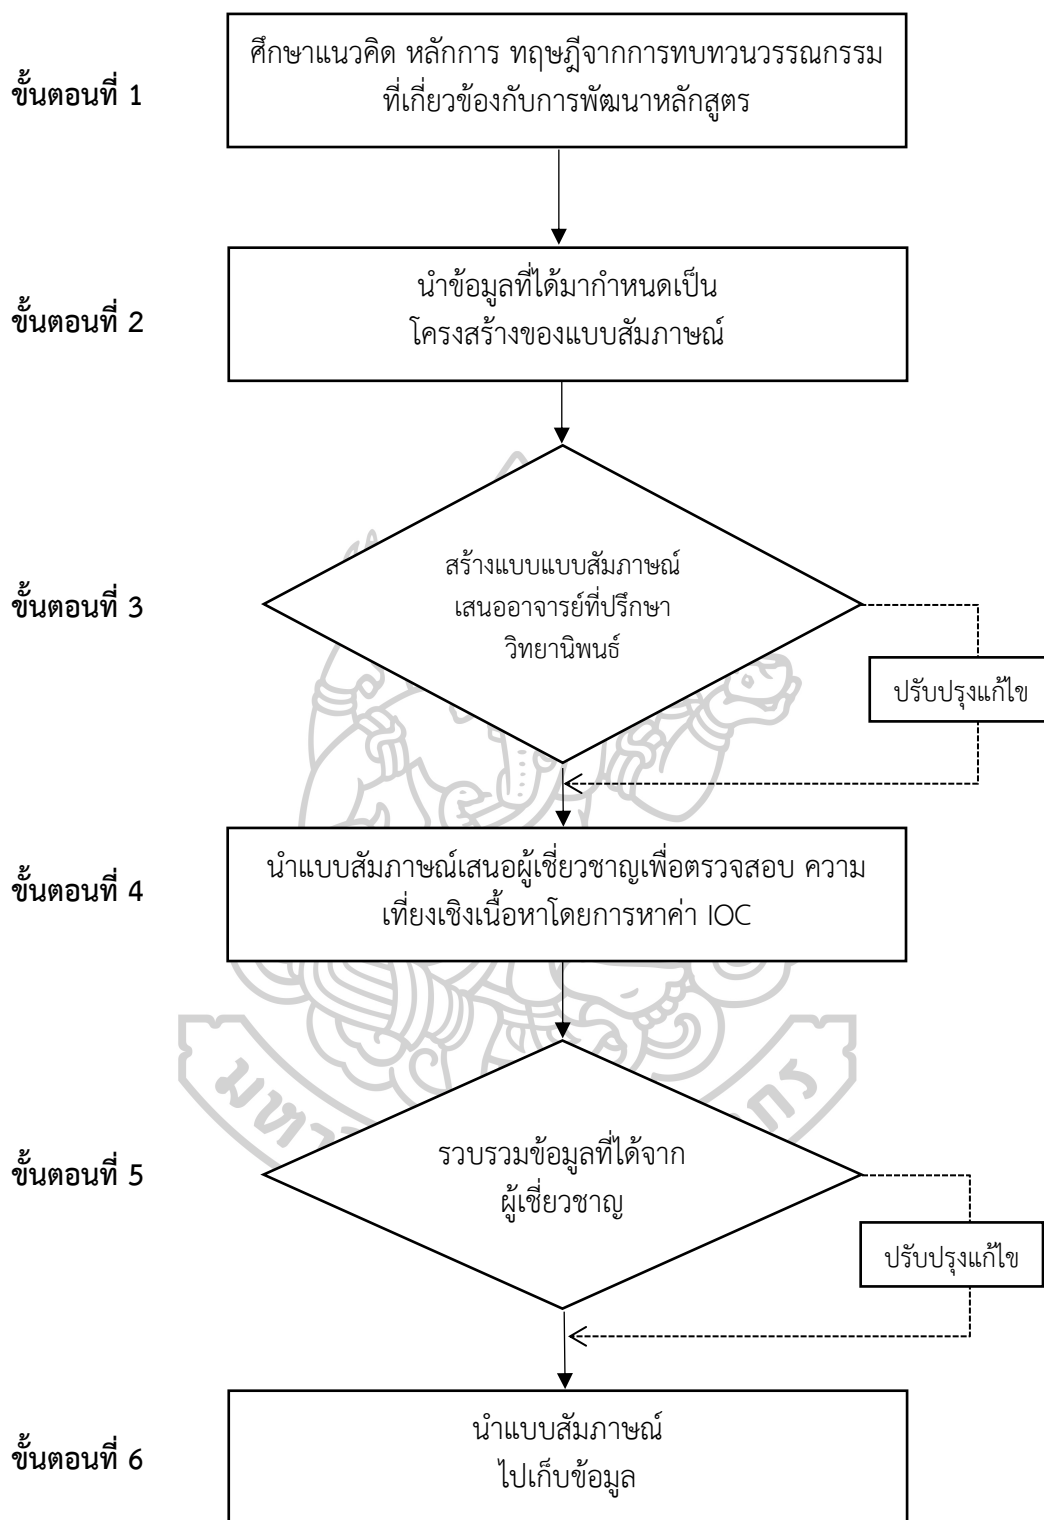 ขั้นตอนที่ 1
ศึกษาแนวคิด หลักการ ทฤษฎีจากการทบทวนวรรณกรรม
ที่เกี่ยวข้องกับการพัฒนาหลักสูตร
ขั้นตอนที่ 2
นำข้อมูลที่ได้มากำหนดเป็น
โครงสร้างของแบบสัมภาษณ์
ขั้นตอนที่ 3
สร้างแบบแบบสัมภาษณ์
เสนออาจารย์ที่ปรึกษา
วิทยานิพนธ์
ปรับปรุงแก้ไข
ขั้นตอนที่ 4
นำแบบสัมภาษณ์เสนอผู้เชี่ยวชาญเพื่อตรวจสอบ ความ
เที่ยงเชิงเนื้อหาโดยการหาค่า IOC
ขั้นตอนที่ 5
รวบรวมข้อมูลที่ได้จาก
ผู้เชี่ยวชาญ
ปรับปรุงแก้ไข
ขั้นตอนที่ 6
นำแบบสัมภาษณ์
ไปเก็บข้อมูล